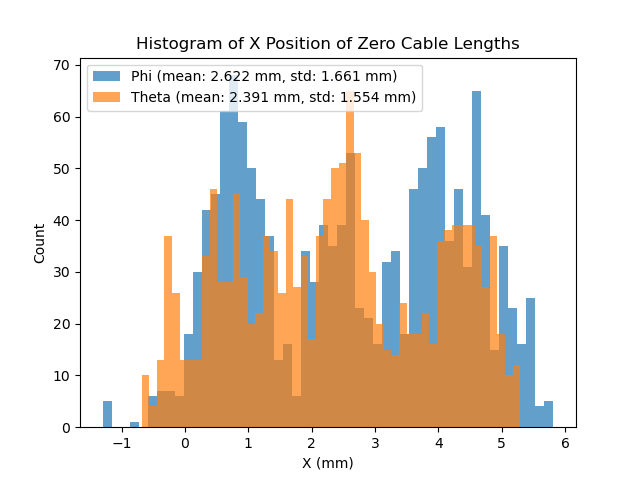 Histogram of X Position of Zero Cable Lengths
Phi (mean: 2.622 mm, std: 1.661 mm)
Theta (mean: 2.391 mm, std: 1.554 mm)
70
60
50
40
30
20
10
0
Count
−1 0 1 2 3 4 5 6
X (mm)